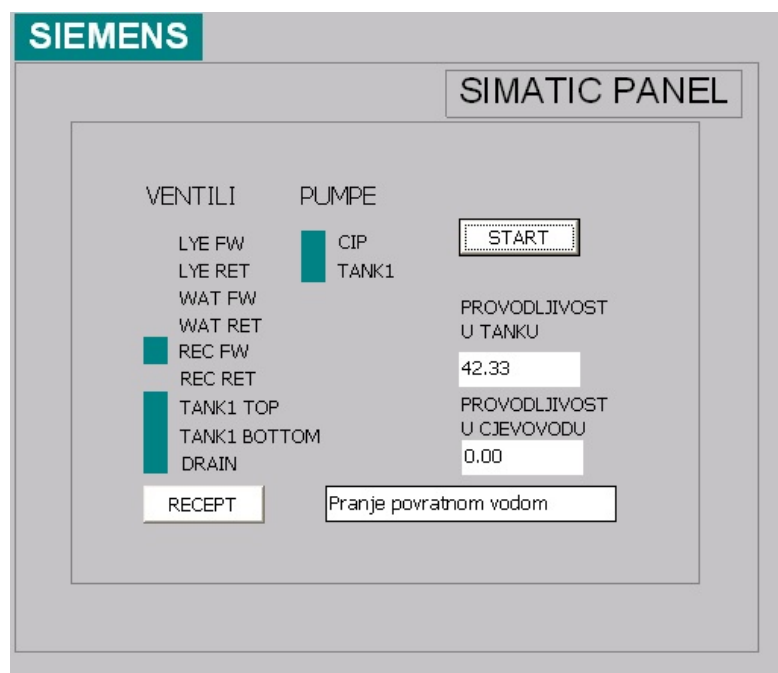 SIEMENS
SIMATIC PANEL
VENTILI
LYE FW
LYE RET
WAT FW
WAT RET
REC FW
REC RET
TANK1 TOP
TANK1 BOTTOM
DRAIN
RECEPT
PUMPE
CIP
TANK1
START
PROVODLJIVOST
U TANKU
42.33
PROVODLJIVOST
U CJEVOVODU
0.00
Pranje povratnom vodom